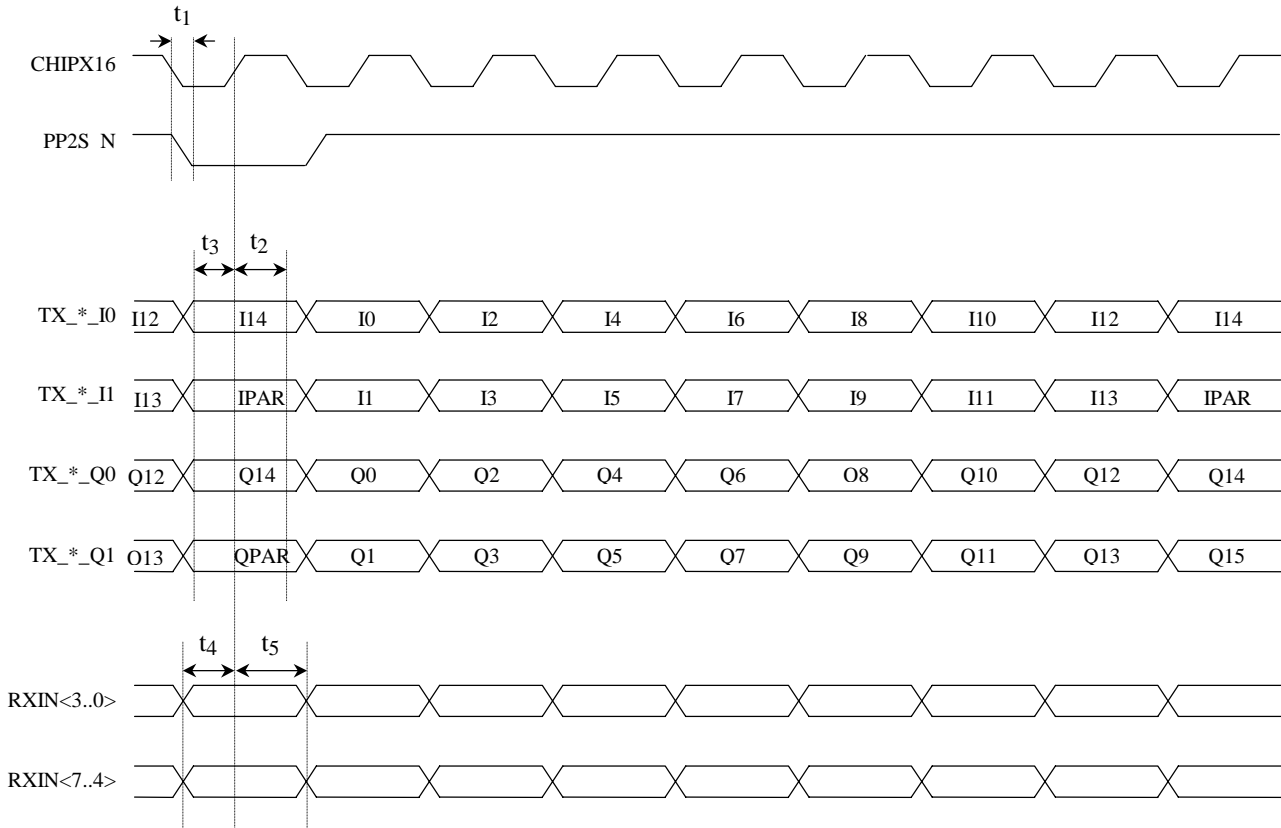 t1
CHIPX16
PP2S N
t3 t2
TX_*_I0 I12 I14 I0 I2 I4 I6 I8 I10 I12 I14
TX_*_I1 I13 IPAR I1 I3 I5 I7 I9 I11 I13 IPAR
TX_*_Q0 Q12 Q14 Q0 Q2 Q4 Q6 O8 Q10 Q12 Q14
TX_*_Q1 O13 QPAR Q1 Q3 Q5 Q7 Q9 Q11 Q13 Q15
t4 t5
RXIN<3..0>
RXIN<7..4>